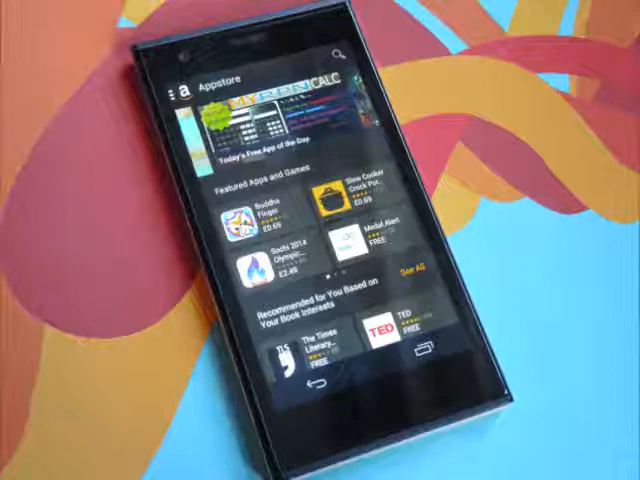 a Appstore
MY RPN CALC
Today's Free App of the Day
Featured Apps and Games
Buddha
Finger
£0.69
Slow Cooker
Crock Pot...
£0.69
Sochi 2014
Olympic...
£2.49
Medal Alert
FREE
See All
Recommended for You Based on
Your Book Interests
TLS
The Times
Literary...
FREE
TED
TED
FREE